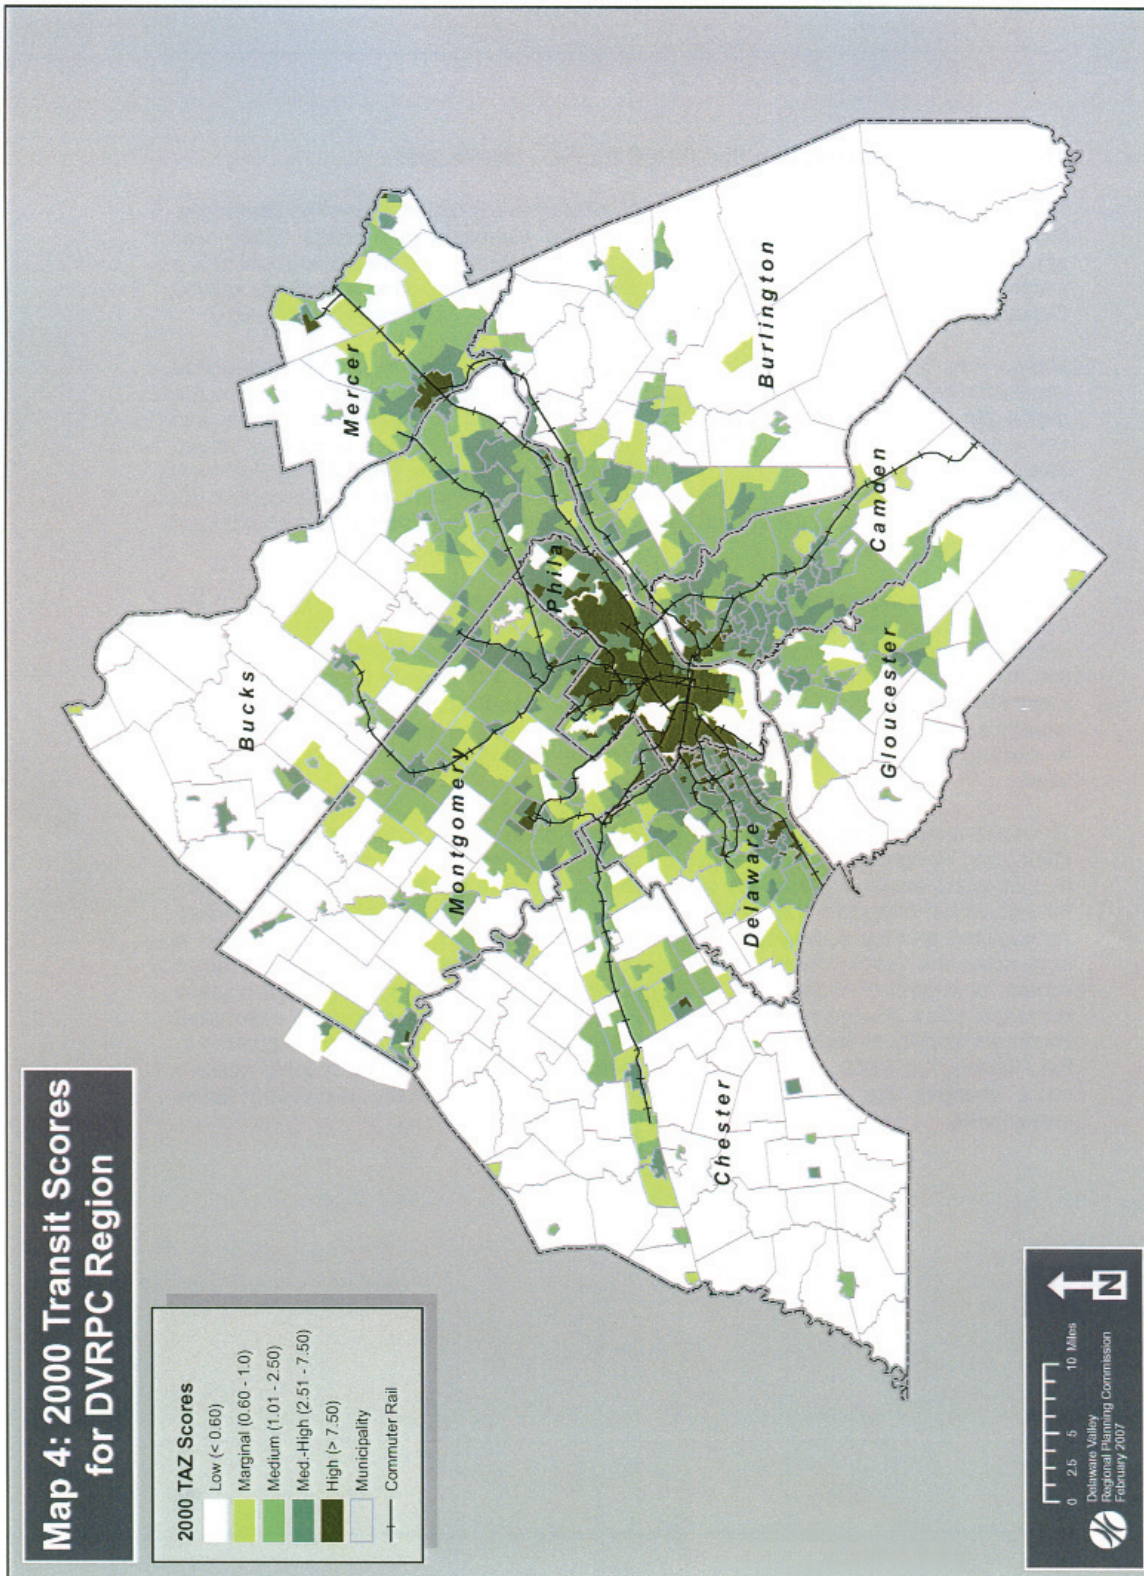 Map 4: 2000 Transit Scores
for DVRPC Region
2000 TAZ Scores
Low (< 0.60)
Marginal (0.60 - 1.0)
Medium (1.01 - 2.50)
Med.-High (2.51 - 7.50)
High (> 7.50)
Municipality
Commuter Rail
Bucks
Mercer
Montgomery
Phila
Burlington
Chester
Delaware
Camden
Gloucester
0 2.5 5 10 Miles
N
Delaware Valley
Regional Planning Commission
February 2007